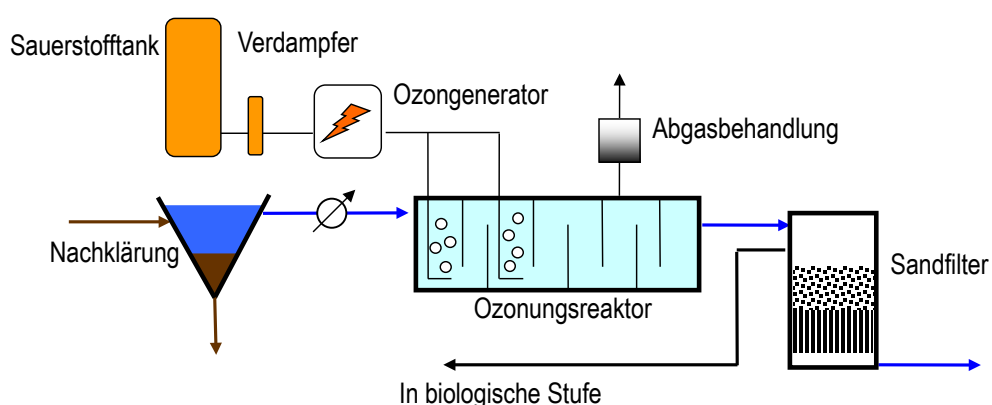 Sauerstofftank
Verdampfer
Ozongenerator
Abgasbehandlung
Nachklärung
Sandfilter
Ozonungsreaktor
In biologische Stufe